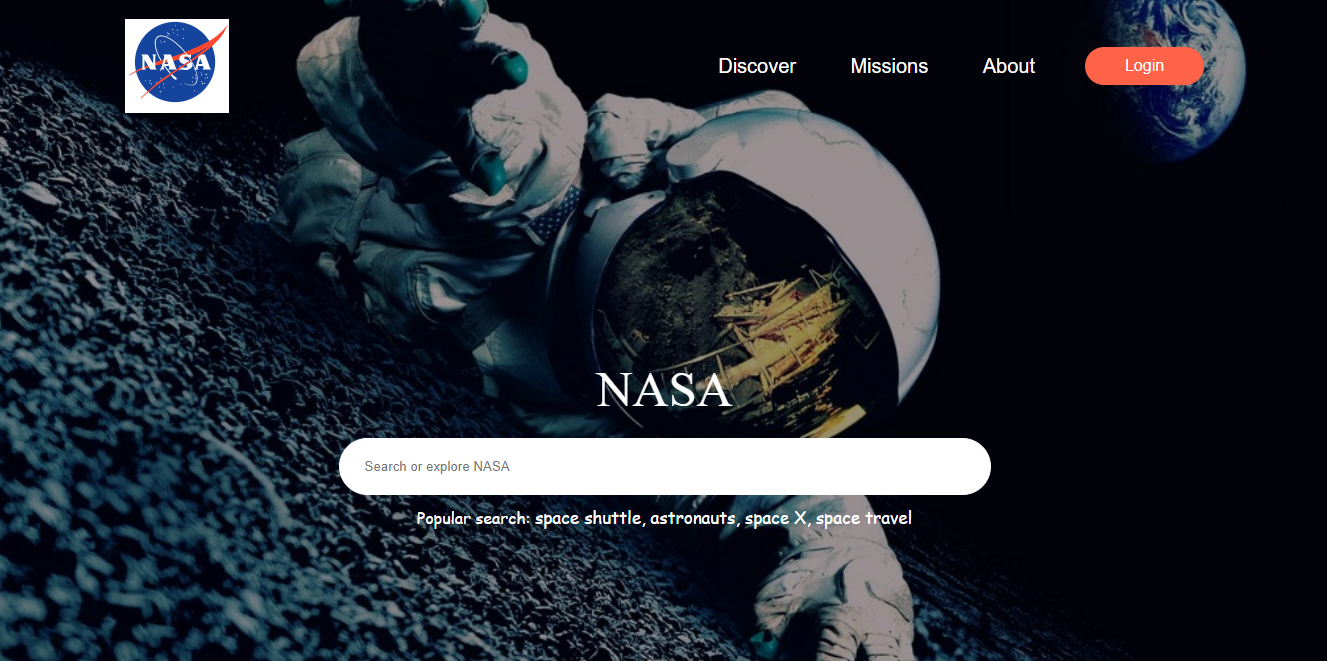 NASA
Discover Missions About Login
NASA
Search or explore NASA
Popular search: space shuttle, astronauts, space X, space travel